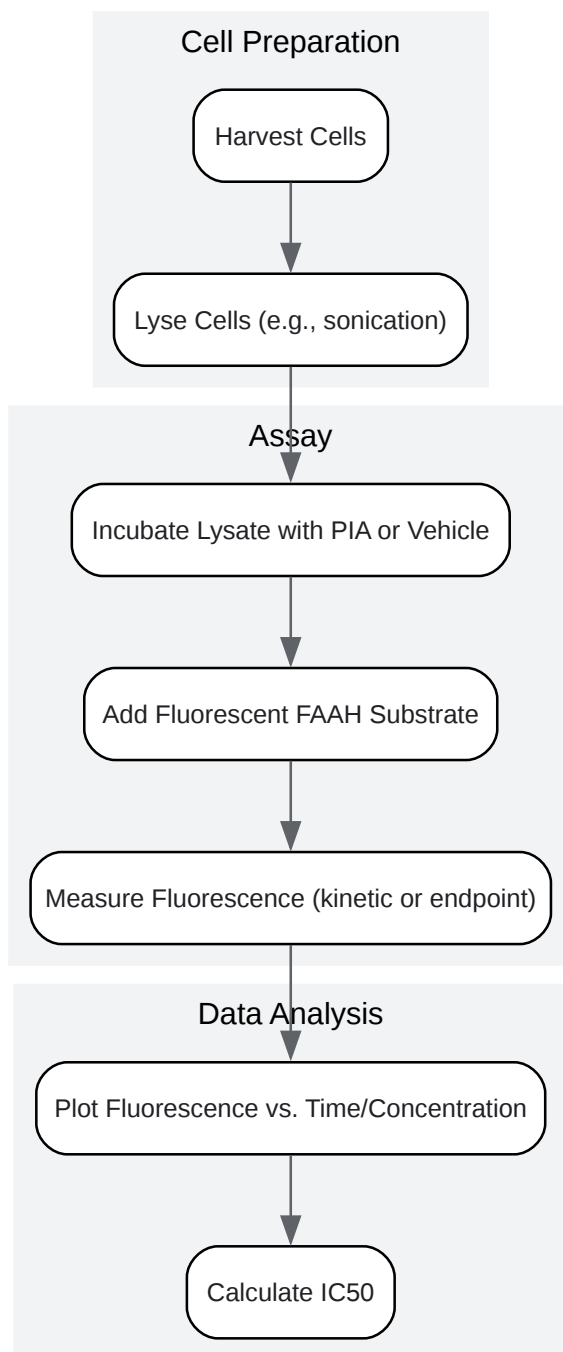 Cell Preparation
Harvest Cells
Lyse Cells (e.g., sonication)
Assay
Incubate Lysate with PIA or Vehicle
Add Fluorescent FAAH Substrate
Measure Fluorescence (kinetic or endpoint)
Data Analysis
Plot Fluorescence vs. Time/Concentration
Calculate IC50